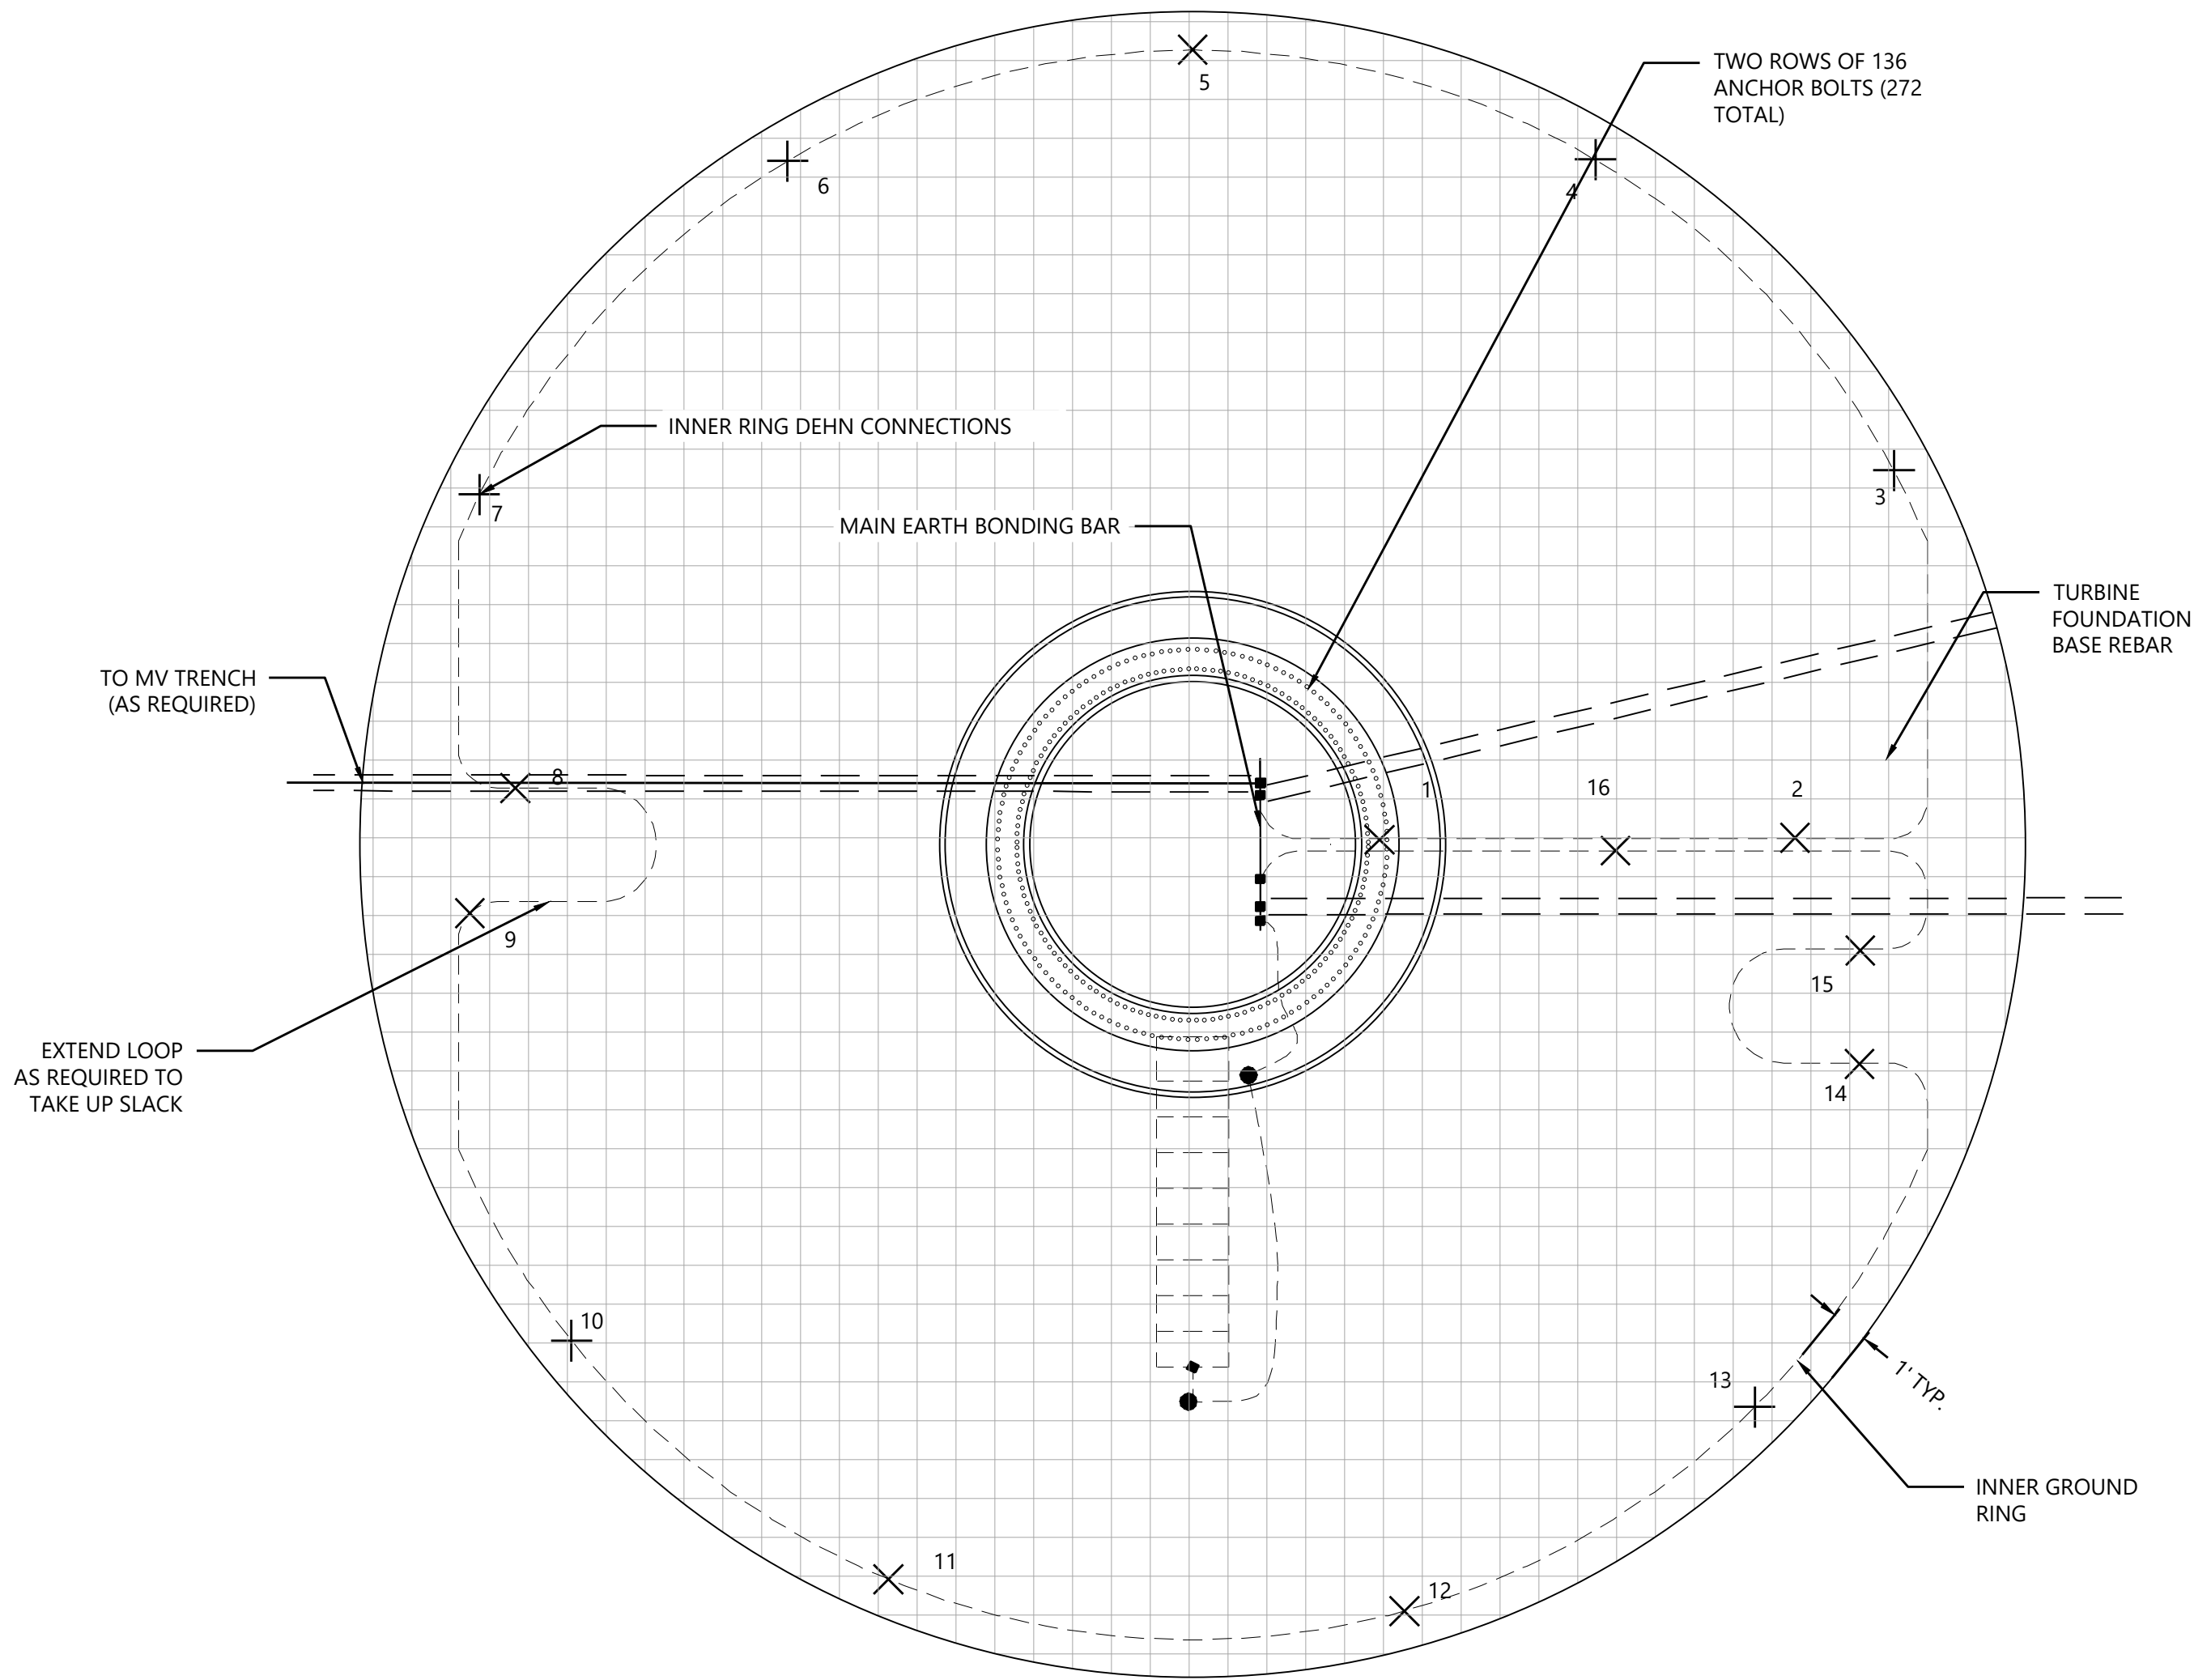 5
TWO ROWS OF 136
ANCHOR BOLTS (272
TOTAL)
6
4
INNER RING DEHN CONNECTIONS
3
7
MAIN EARTH BONDING BAR
TURBINE
FOUNDATION
BASE REBAR
TO MV TRENCH
(AS REQUIRED)
8
1
16
2
9
15
EXTEND LOOP
AS REQUIRED TO
TAKE UP SLACK
14
10
13
1' TYP.
INNER GROUND
RING
11
12